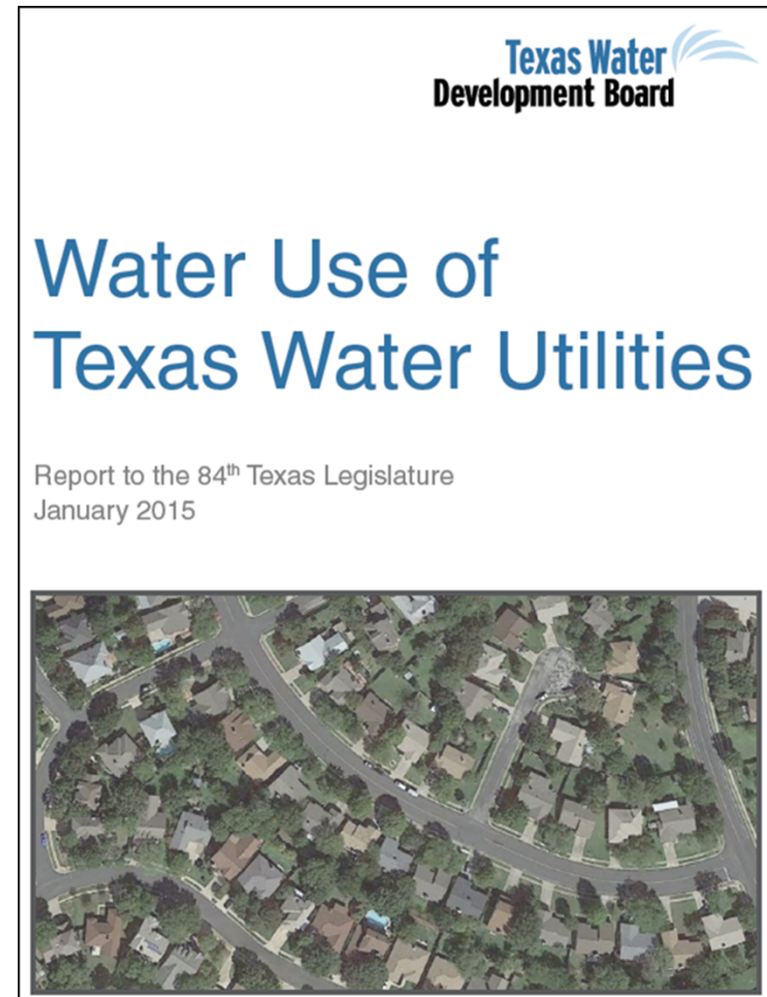 Texas Water
Development Board
Water Use of
Texas Water Utilities
Report to the 84th Texas Legislature
January 2015